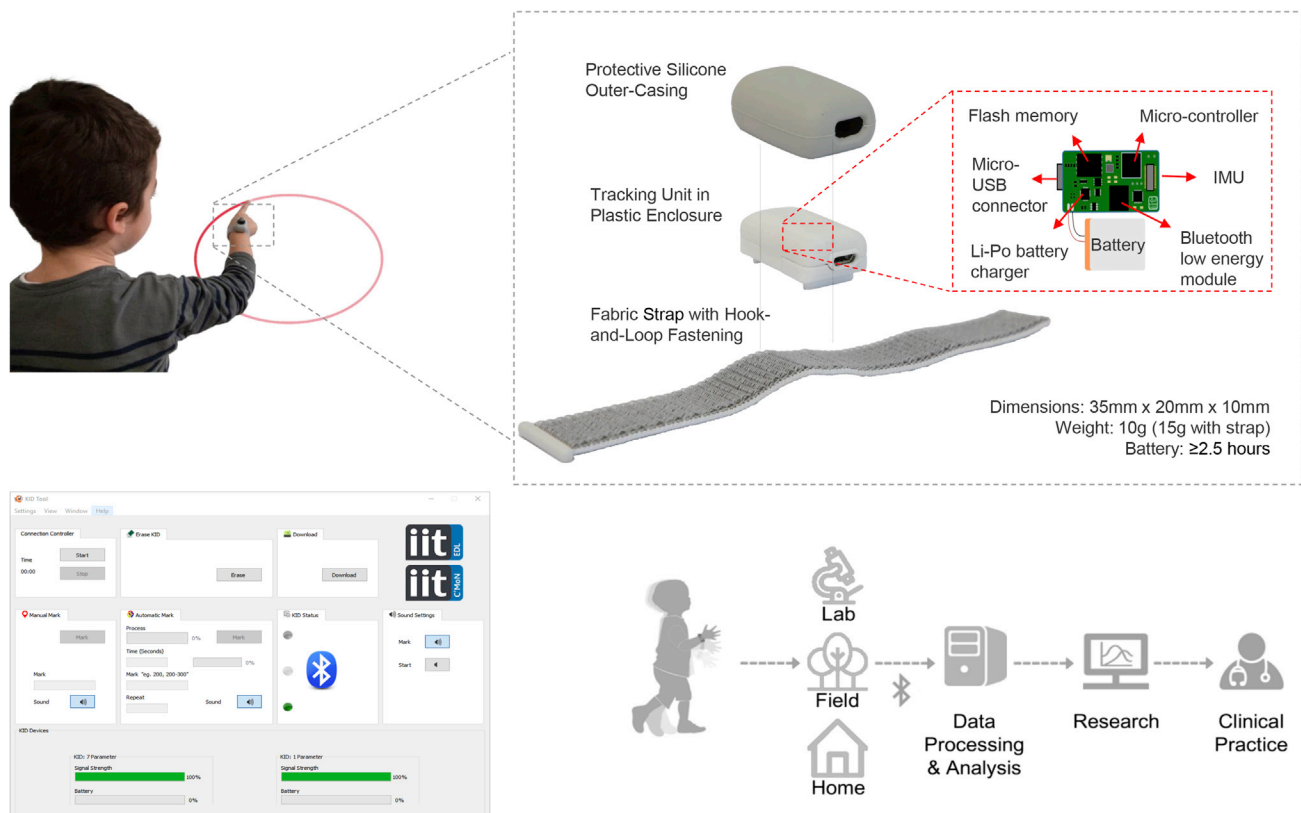 Protective Silicone
Outer-Casing
Tracking Unit in
Plastic Enclosure
Fabric Strap with Hook-
and-Loop Fastening
Flash memory
Micro-controller
Micro-
USB
connector
IMU
Li-Po battery
charger
Battery
Bluetooth
low energy
module
Dimensions: 35mm x 20mm x 10mm
Weight: 10g (15g with strap)
Battery: ≥2.5 hours
KID Tool
Settings View Window Help
Connection Controller
Time
00:00
Start
Stop
Erase KID
Erase
Download
Download
iit EDL
iit C'MoN
Manual Mark
Mark
Mark
Sound
Automatic Mark
Process
0%
Mark
Time (Seconds)
0%
Mark "eg. 200, 200-300"
Repeat
Sound
KID Status
Sound Settings
Mark
Start
KID Devices
KID: 7 Parameter
Signal Strength
100%
Battery
0%
KID: 1 Parameter
Signal Strength
100%
Battery
0%
Lab
Field
Home
Data
Processing
& Analysis
Research
Clinical
Practice